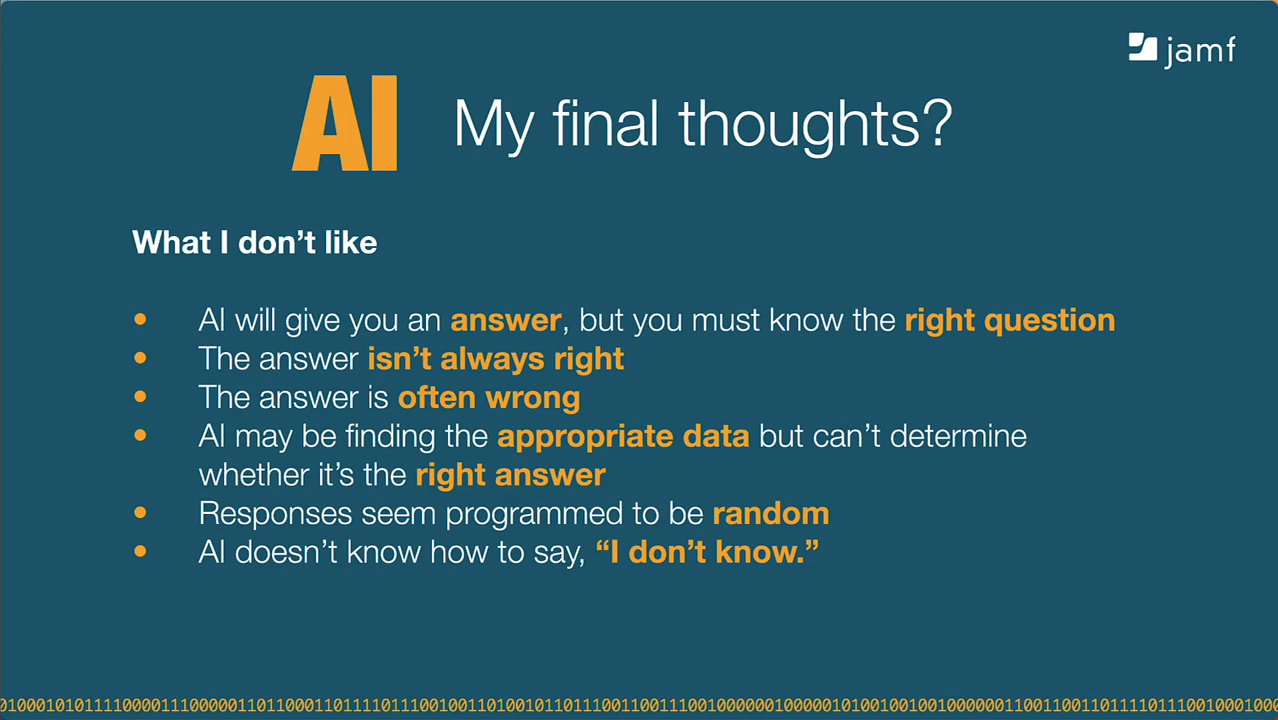 jamf
AI My final thoughts?
What I don’t like
• AI will give you an answer, but you must know the right question
• The answer isn’t always right
• The answer is often wrong
• AI may be finding the appropriate data but can’t determine
whether it’s the right answer
• Responses seem programmed to be random
• AI doesn’t know how to say, “I don’t know.”